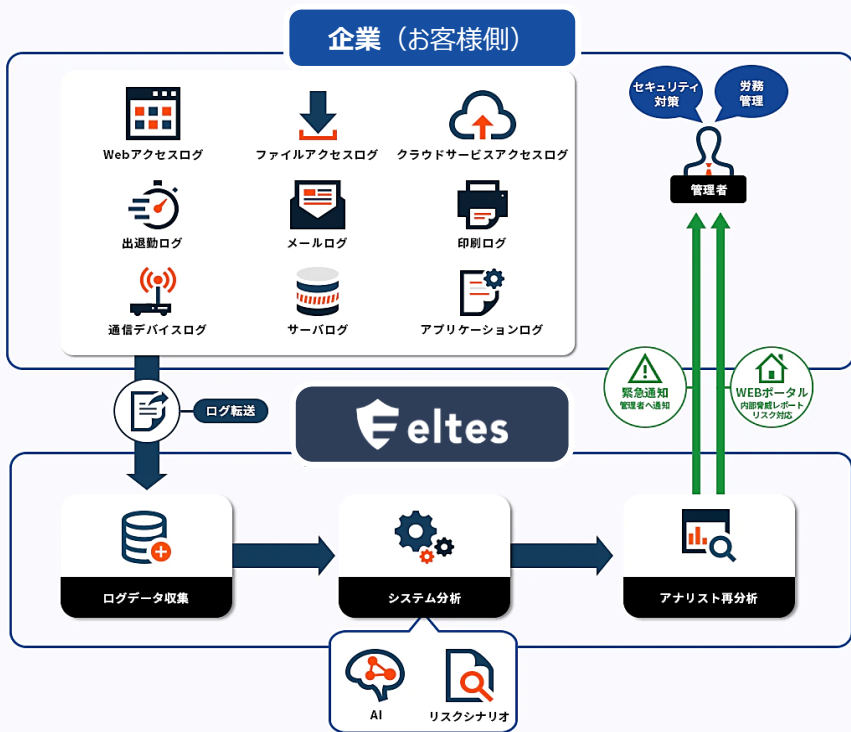 企業（お客様側）
セキュリティ
対策
労務
管理
管理者
Webアクセスログ
ファイルアクセスログ
クラウドサービスアクセスログ
出退勤ログ
メールログ
印刷ログ
通信デバイスログ
サーバログ
アプリケーションログ
ログ転送
eltes
緊急通知
管理者へ通知
WEBポータル
内部脅威レポート
リスク対応
ログデータ収集
システム分析
アナリスト再分析
AI
リスクシナリオ